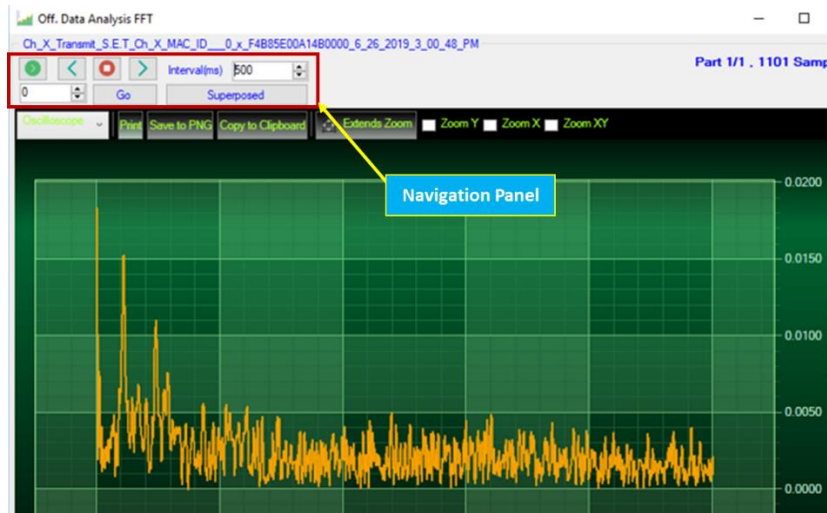 Off. Data Analysis FFT
Ch_X_Transmit_S.E.T_Ch_X_MAC_ID___0_x_F4B85E00A14B0000_6_26_2019_3_00_48_PM
Part 1/1 . 1101 Samp
Interval(ms) 500
0 Go Superposed
Oscilloscope Print Save to PNG Copy to Clipboard Extends Zoom Zoom Y Zoom X Zoom XY
Navigation Panel
0.0200
0.0150
0.0100
0.0050
0.0000